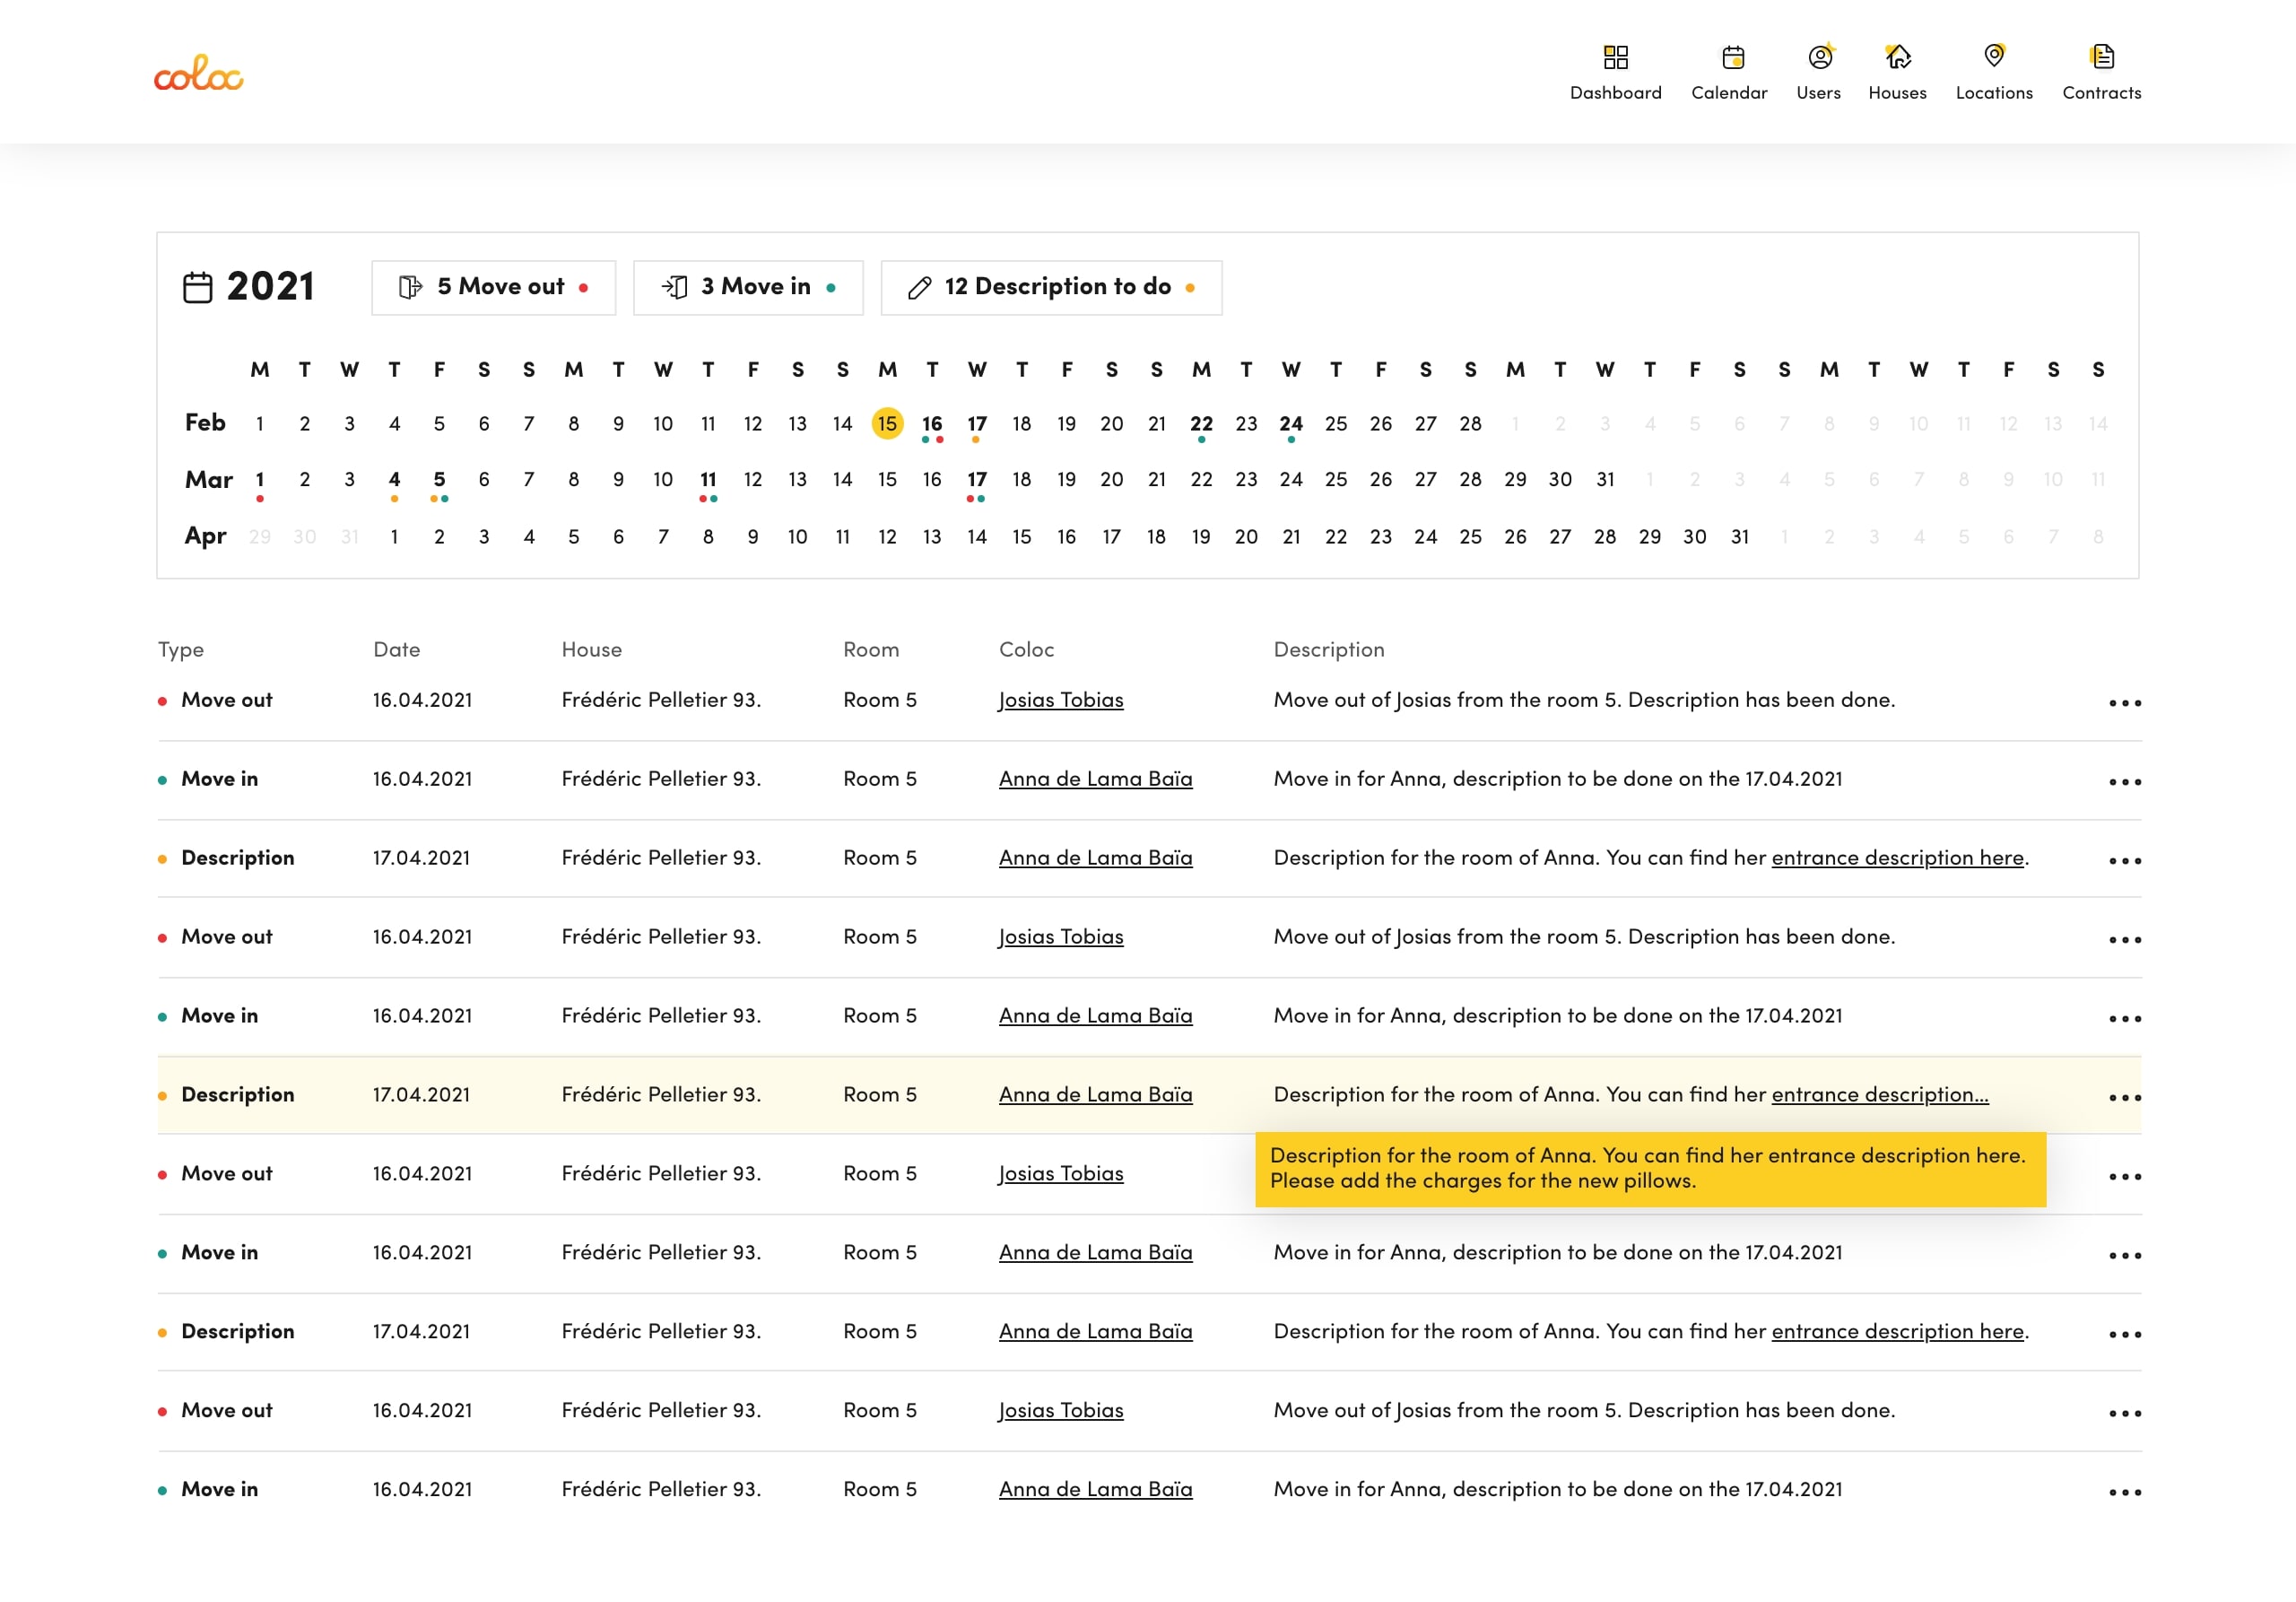 coloc
Dashboard Calendar Users Houses Locations Contracts
2021 5 Move out 3 Move in 12 Description to do
M T W T F S S M T W T F S S M T W T F S S M T W T F S S M T W T F S S M T W T F S S
Feb 1 2 3 4 5 6 7 8 9 10 11 12 13 14 15 16 17 18 19 20 21 22 23 24 25 26 27 28 1 2 3 4 5 6 7 8 9 10 11 12 13 14
Mar 1 2 3 4 5 6 7 8 9 10 11 12 13 14 15 16 17 18 19 20 21 22 23 24 25 26 27 28 29 30 31 1 2 3 4 5 6 7 8 9 10 11
Apr 29 30 31 1 2 3 4 5 6 7 8 9 10 11 12 13 14 15 16 17 18 19 20 21 22 23 24 25 26 27 28 29 30 31 1 2 3 4 5 6 7 8
Type Date House Room Coloc Description
Move out 16.04.2021 Frédéric Pelletier 93. Room 5 Josias Tobias Move out of Josias from the room 5. Description has been done.
Move in 16.04.2021 Frédéric Pelletier 93. Room 5 Anna de Lama Baïa Move in for Anna, description to be done on the 17.04.2021
Description 17.04.2021 Frédéric Pelletier 93. Room 5 Anna de Lama Baïa Description for the room of Anna. You can find her entrance description here.
Move out 16.04.2021 Frédéric Pelletier 93. Room 5 Josias Tobias Move out of Josias from the room 5. Description has been done.
Move in 16.04.2021 Frédéric Pelletier 93. Room 5 Anna de Lama Baïa Move in for Anna, description to be done on the 17.04.2021
Description 17.04.2021 Frédéric Pelletier 93. Room 5 Anna de Lama Baïa Description for the room of Anna. You can find her entrance description...
Description for the room of Anna. You can find her entrance description here.
Please add the charges for the new pillows.
Move out 16.04.2021 Frédéric Pelletier 93. Room 5 Josias Tobias
Move in 16.04.2021 Frédéric Pelletier 93. Room 5 Anna de Lama Baïa Move in for Anna, description to be done on the 17.04.2021
Description 17.04.2021 Frédéric Pelletier 93. Room 5 Anna de Lama Baïa Description for the room of Anna. You can find her entrance description here.
Move out 16.04.2021 Frédéric Pelletier 93. Room 5 Josias Tobias Move out of Josias from the room 5. Description has been done.
Move in 16.04.2021 Frédéric Pelletier 93. Room 5 Anna de Lama Baïa Move in for Anna, description to be done on the 17.04.2021